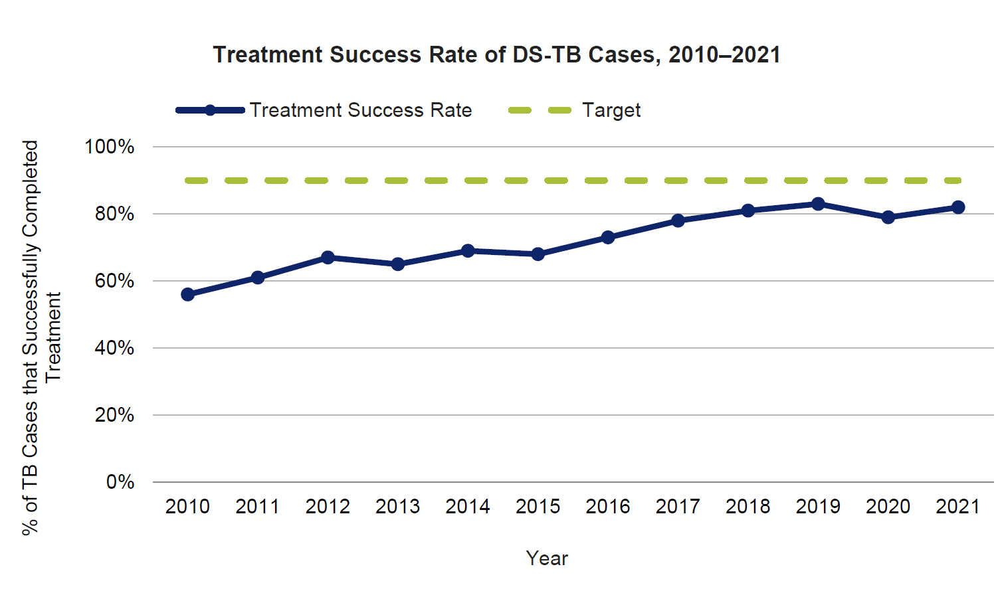 Treatment Success Rate of DS-TB Cases, 2010–2021
Treatment Success Rate
Target
% of TB Cases that Successfully Completed
Treatment
100%
80%
60%
40%
20%
0%
2010 2011 2012 2013 2014 2015 2016 2017 2018 2019 2020 2021
Year